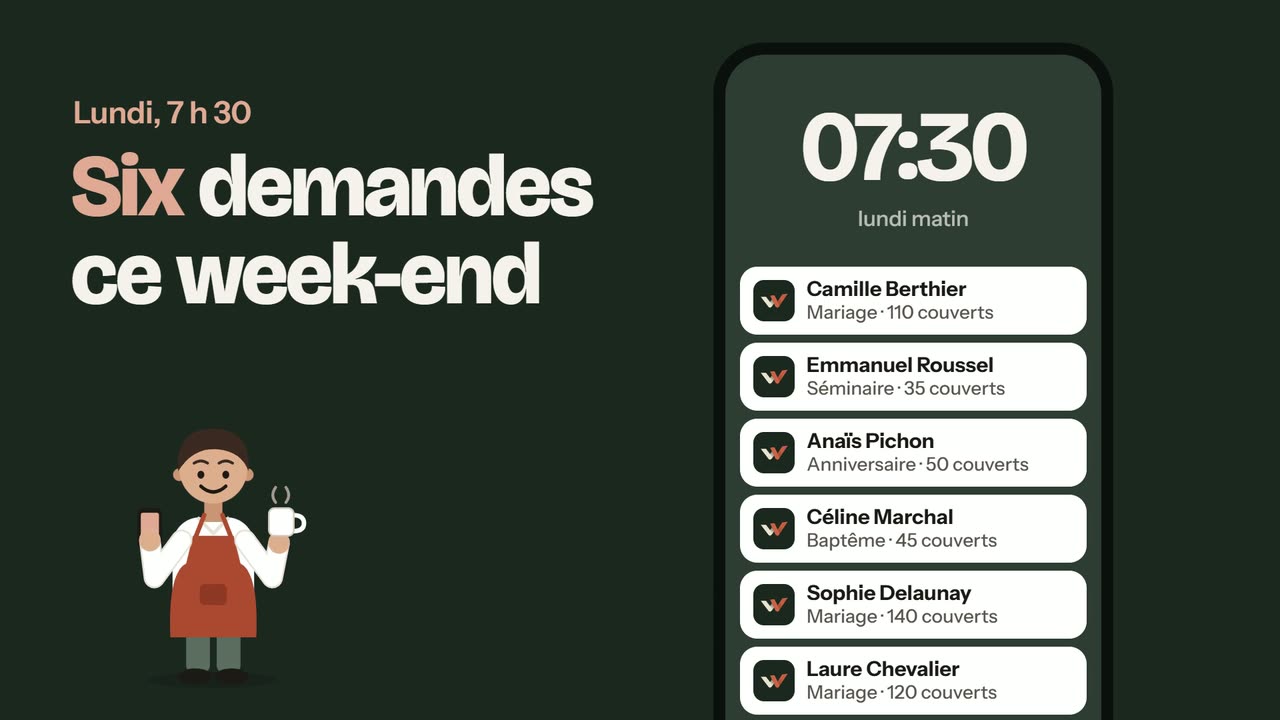 Lundi, 7 h 30
Six demandes
ce week-end
07:30
lundi matin
Camille Berthier
Mariage · 110 couverts
Emmanuel Roussel
Séminaire · 35 couverts
Anaïs Pichon
Anniversaire · 50 couverts
Céline Marchal
Baptême · 45 couverts
Sophie Delaunay
Mariage · 140 couverts
Laure Chevalier
Mariage · 120 couverts